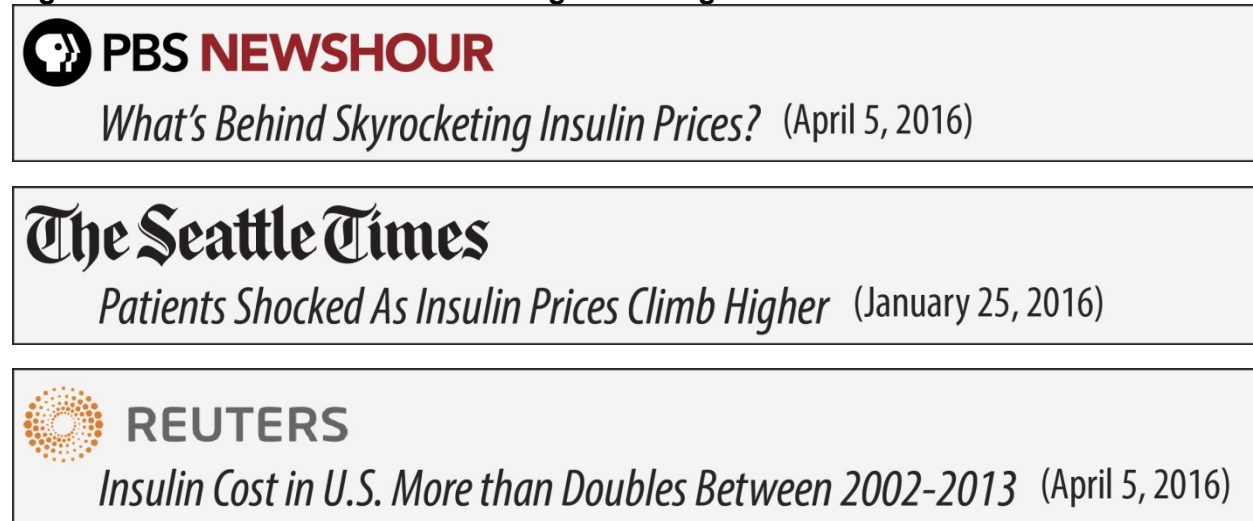 PBS NEWSHOUR
What's Behind Skyrocketing Insulin Prices? (April 5, 2016)
The Seattle Times
Patients Shocked As Insulin Prices Climb Higher (January 25, 2016)
REUTERS
Insulin Cost in U.S. More than Doubles Between 2002-2013 (April 5, 2016)